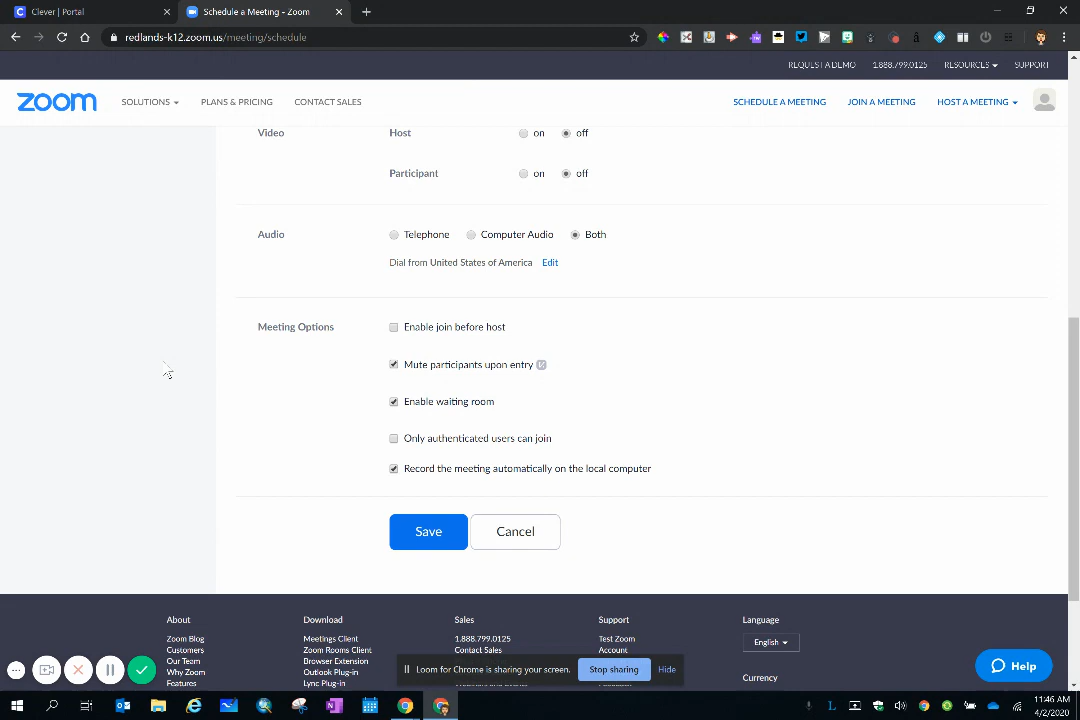 Clever | Portal
Schedule a Meeting - Zoom
redlands-k12.zoom.us/meeting/schedule
REQUEST A DEMO 1.888.799.0125 RESOURCES SUPPORT
zoom SOLUTIONS PLANS & PRICING CONTACT SALES SCHEDULE A MEETING JOIN A MEETING HOST A MEETING
Video Host on off
Participant on off
Audio Telephone Computer Audio Both
Dial from United States of America Edit
Meeting Options Enable join before host
Mute participants upon entry
Enable waiting room
Only authenticated users can join
Record the meeting automatically on the local computer
Save Cancel
About Download Sales Support Language
Zoom Blog Meetings Client 1.888.799.0125 Test Zoom English
Customers Zoom Rooms Client Contact Sales Account
Our Team Browser Extension
Why Zoom Outlook Plug-in
Features Lync Plug-in
Currency
Loom for Chrome is sharing your screen. Stop sharing Hide
Help
11:46 AM
4/2/2020